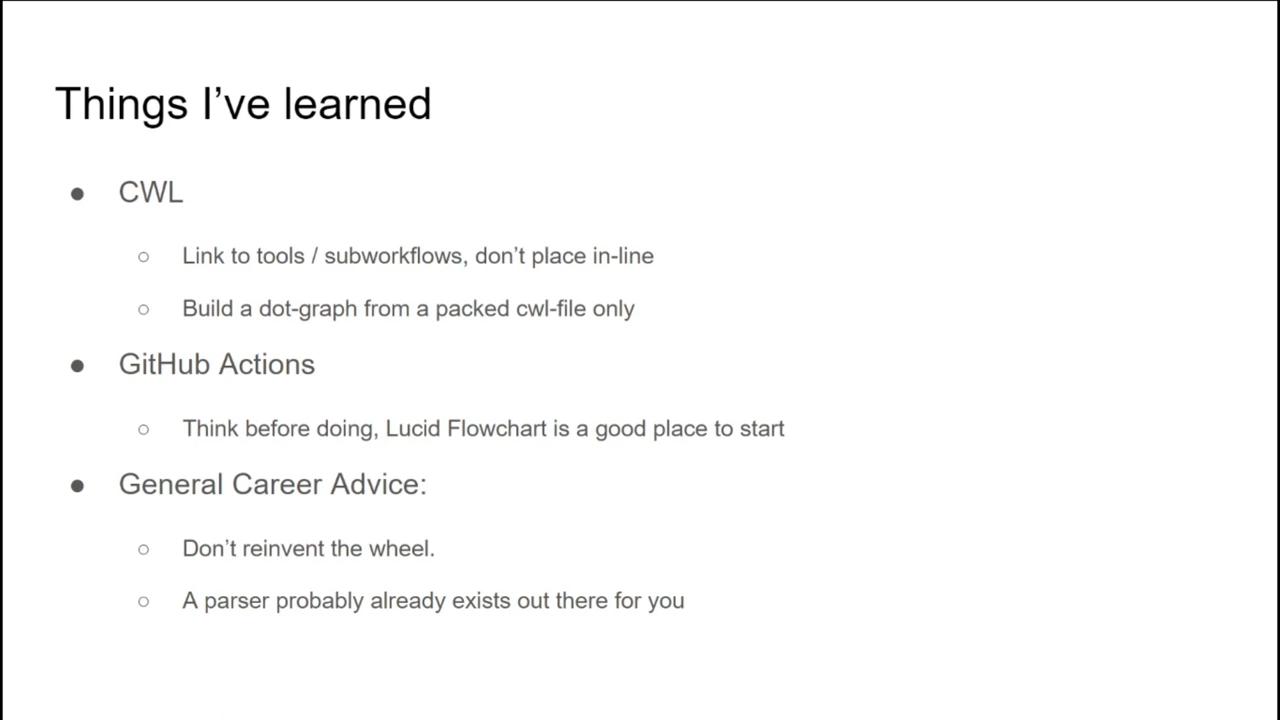 Things I’ve learned
● CWL
○ Link to tools / subworkflows, don’t place in-line
○ Build a dot-graph from a packed cwl-file only
● GitHub Actions
○ Think before doing, Lucid Flowchart is a good place to start
● General Career Advice:
○ Don’t reinvent the wheel.
○ A parser probably already exists out there for you